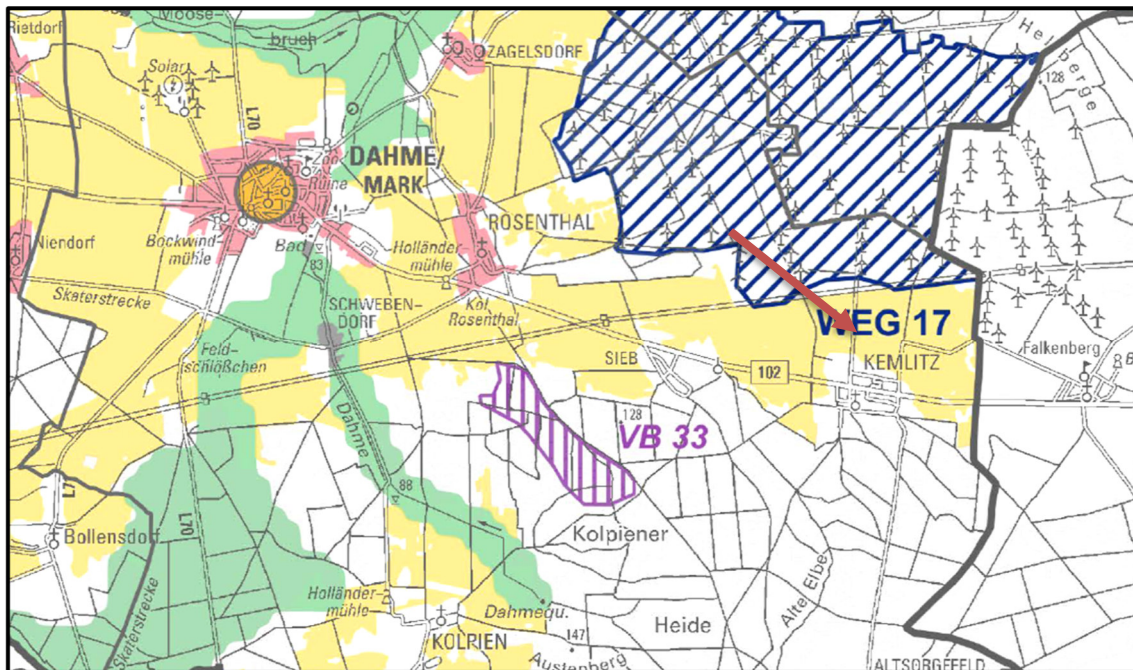 Rietdorf
Moose-
bruch
Solar
L70
ZAGELSDORF
Helberge
128
Zoo
Ruine
DAHME/
MARK
Niendorf
Bockwind-
mühle
Bad
83
ROSENTHAL
Holländer-
mühle
Kol.
Rosenthal
Skaterstrecke
SCHWEBEN-
DORF
Feld-
schlößchen
WEG 17
SIEB
102
KEMLITZ
Falkenberg
B
128
VB 33
Dahme
88
L7
L70
Bollensdorf
Kolpiener
Heide
Alte Elbe
Holländer-
mühle
Dahmequ.
KOLPIEN
147
Austenberg
Skaterstrecke
ALTSORGEFELD